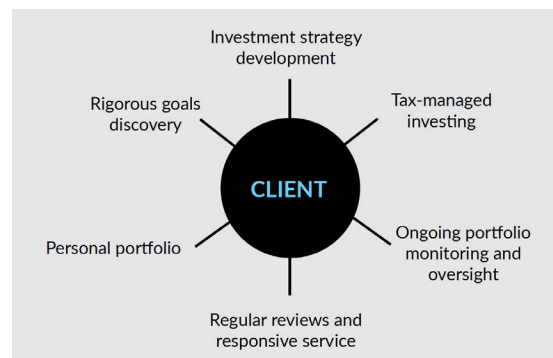 Investment strategy
development
Rigorous goals
discovery
Tax-managed
investing
CLIENT
Personal portfolio
Ongoing portfolio
monitoring and
oversight
Regular reviews and
responsive service